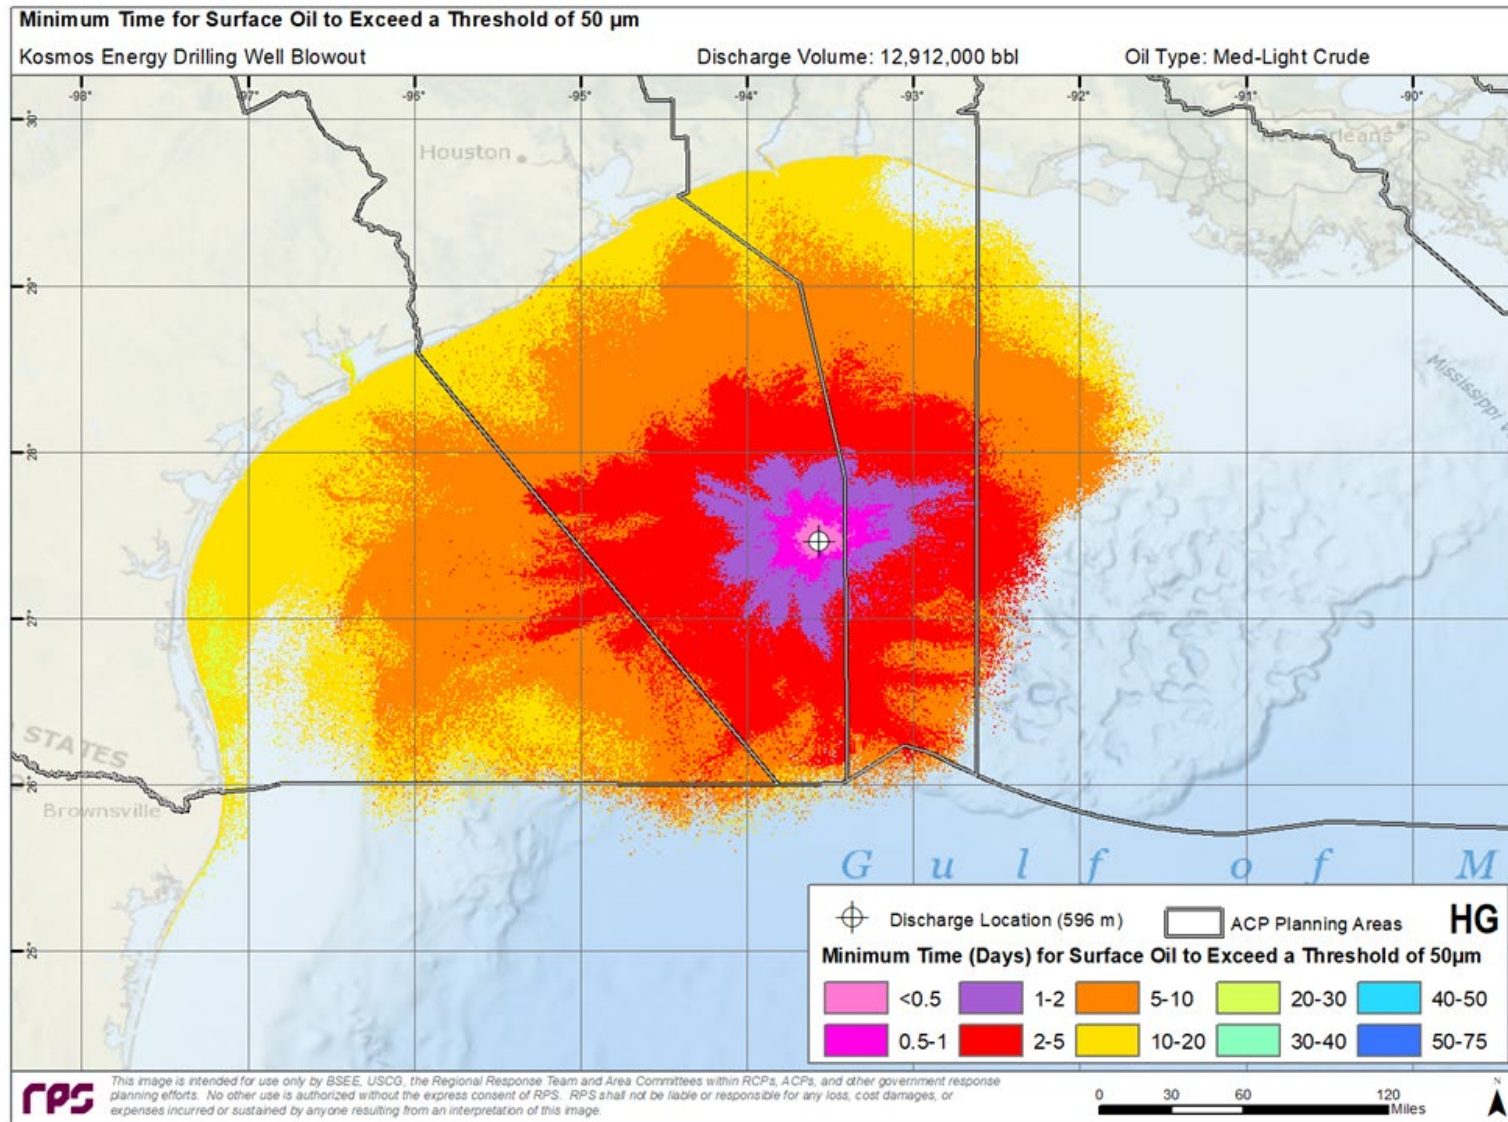 Minimum Time for Surface Oil to Exceed a Threshold of 50 µm
Kosmos Energy Drilling Well Blowout Discharge Volume: 12,912,000 bbl Oil Type: Med-Light Crude
-98° -97° -96° -95° -94° -93° -92° -91° -90°
30°
Houston
New Orleans
29°
Mississippi
28°
27°
STATES
26°
Brownsville
Gulf of M
25°
Discharge Location (596 m) ACP Planning Areas HG
Minimum Time (Days) for Surface Oil to Exceed a Threshold of 50µm
<0.5 1-2 5-10 20-30 40-50
0.5-1 2-5 10-20 30-40 50-75
rps
This image is intended for use only by BSEE, USCG, the Regional Response Team and Area Committees within RCPs, ACPs, and other government response
planning efforts. No other use is authorized without the express consent of RPS. RPS shall not be liable or responsible for any loss, cost damages, or
expenses incurred or sustained by anyone resulting from an interpretation of this image.
0 30 60 120
Miles
N